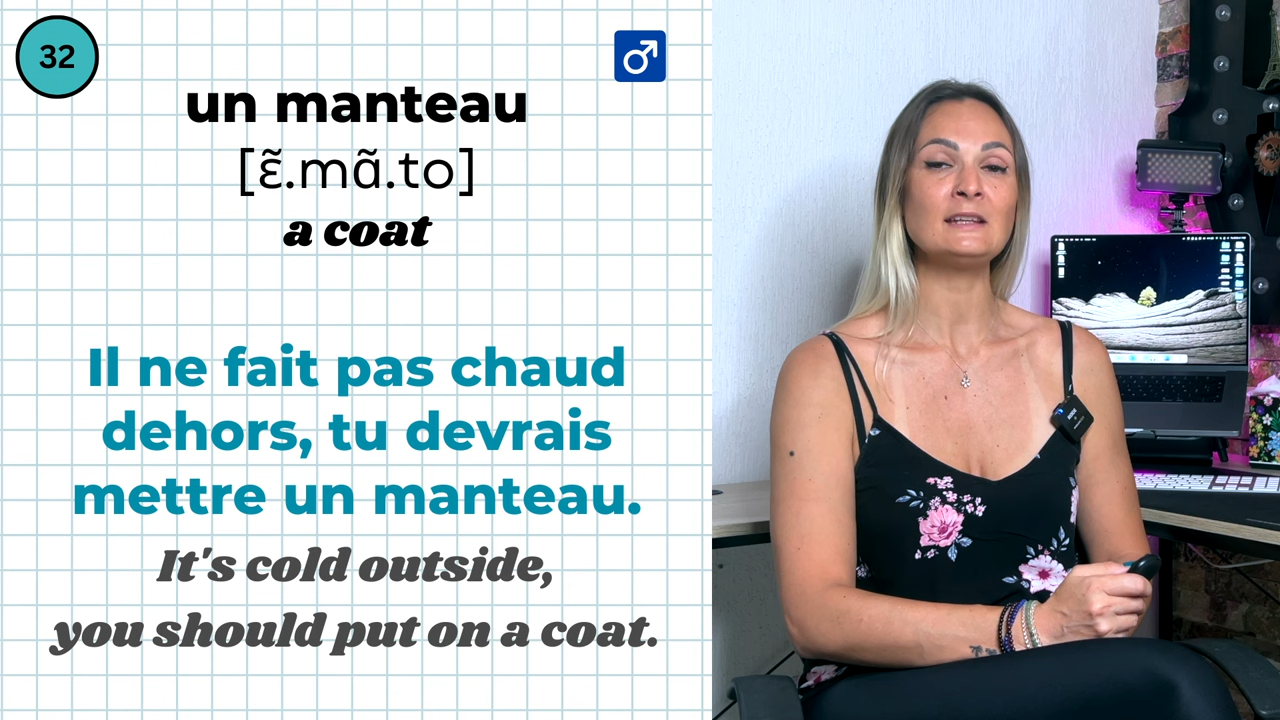 32
♂
un manteau
[ɛ̃.mɑ̃.to]
a coat
Il ne fait pas chaud
dehors, tu devrais
mettre un manteau.
It's cold outside,
you should put on a coat.